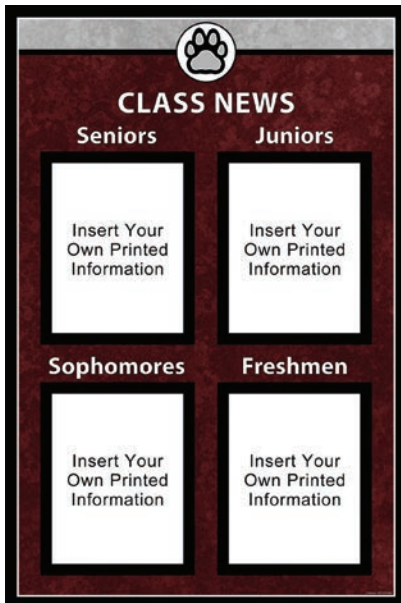 CLASS NEWS
Seniors
Juniors
Insert Your
Own Printed
Information
Insert Your
Own Printed
Information
Sophomores
Freshmen
Insert Your
Own Printed
Information
Insert Your
Own Printed
Information